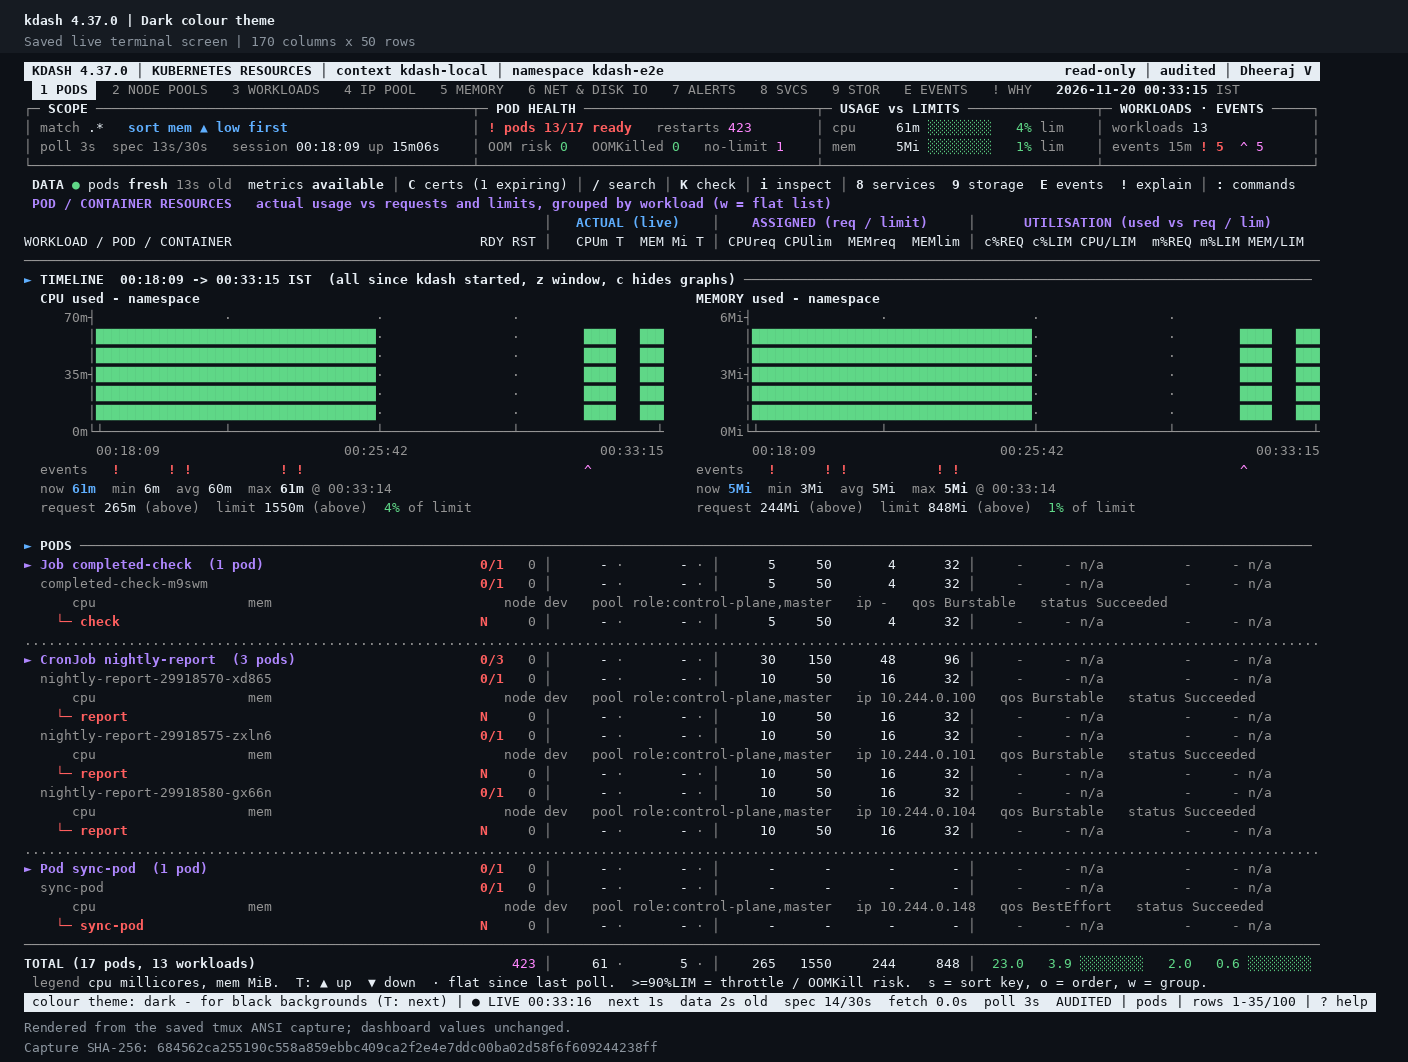 kdash 4.37.0 | Dark colour theme
Saved live terminal screen | 170 columns x 50 rows
KDASH 4.37.0 │ KUBERNETES RESOURCES │ context kdash-local │ namespace kdash-e2e read-only │ audited │ Dheeraj V
1 PODS 2 NODE POOLS 3 WORKLOADS 4 IP POOL 5 MEMORY 6 NET & DISK IO 7 ALERTS 8 SVCS 9 STOR E EVENTS ! WHY 2026-11-20 00:33:15 IST
SCOPE POD HEALTH USAGE vs LIMITS WORKLOADS · EVENTS
match .* sort mem ▲ low first │ ! pods 13/17 ready restarts 423 │ cpu 61m ░░░░░░░░ 4% lim │ workloads 13
poll 3s spec 13s/30s session 00:18:09 up 15m06s │ OOM risk 0 OOMKilled 0 no-limit 1 │ mem 5Mi ░░░░░░░░ 1% lim │ events 15m ! 5 ^ 5
DATA ● pods fresh 13s old metrics available │ C certs (1 expiring) │ / search │ K check │ i inspect │ 8 services 9 storage E events ! explain │ : commands
POD / CONTAINER RESOURCES actual usage vs requests and limits, grouped by workload (w = flat list)
│ ACTUAL (live) │ ASSIGNED (req / limit) │ UTILISATION (used vs req / lim)
WORKLOAD / POD / CONTAINER RDY RST │ CPUm T MEM Mi T │ CPUreq CPUlim MEMreq MEMlim │ c%REQ c%LIM CPU/LIM m%REQ m%LIM MEM/LIM
► TIMELINE 00:18:09 -> 00:33:15 IST (all since kdash started, z window, c hides graphs)
CPU used - namespace MEMORY used - namespace
70m 6Mi
35m 3Mi
0m 0Mi
00:18:09 00:25:42 00:33:15 00:18:09 00:25:42 00:33:15
events ! ! ! ! ! ^ events ! ! ! ! ! ^
now 61m min 6m avg 60m max 61m @ 00:33:14 now 5Mi min 3Mi avg 5Mi max 5Mi @ 00:33:14
request 265m (above) limit 1550m (above) 4% of limit request 244Mi (above) limit 848Mi (above) 1% of limit
► PODS
► Job completed-check (1 pod) 0/1 0 │ - · - · │ 5 50 4 32 │ - - n/a - - n/a
completed-check-m9swm 0/1 0 │ - · - · │ 5 50 4 32 │ - - n/a - - n/a
cpu mem node dev pool role:control-plane,master ip - qos Burstable status Succeeded
└─ check N 0 │ - · - · │ 5 50 4 32 │ - - n/a - - n/a
► CronJob nightly-report (3 pods) 0/3 0 │ - · - · │ 30 150 48 96 │ - - n/a - - n/a
nightly-report-29918570-xd865 0/1 0 │ - · - · │ 10 50 16 32 │ - - n/a - - n/a
cpu mem node dev pool role:control-plane,master ip 10.244.0.100 qos Burstable status Succeeded
└─ report N 0 │ - · - · │ 10 50 16 32 │ - - n/a - - n/a
nightly-report-29918575-zxln6 0/1 0 │ - · - · │ 10 50 16 32 │ - - n/a - - n/a
cpu mem node dev pool role:control-plane,master ip 10.244.0.101 qos Burstable status Succeeded
└─ report N 0 │ - · - · │ 10 50 16 32 │ - - n/a - - n/a
nightly-report-29918580-gx66n 0/1 0 │ - · - · │ 10 50 16 32 │ - - n/a - - n/a
cpu mem node dev pool role:control-plane,master ip 10.244.0.104 qos Burstable status Succeeded
└─ report N 0 │ - · - · │ 10 50 16 32 │ - - n/a - - n/a
► Pod sync-pod (1 pod) 0/1 0 │ - · - · │ - - - - │ - - n/a - - n/a
sync-pod 0/1 0 │ - · - · │ - - - - │ - - n/a - - n/a
cpu mem node dev pool role:control-plane,master ip 10.244.0.148 qos BestEffort status Succeeded
└─ sync-pod N 0 │ - · - · │ - - - - │ - - n/a - - n/a
TOTAL (17 pods, 13 workloads) 423 │ 61 · 5 · │ 265 1550 244 848 │ 23.0 3.9 ░░░░░░░░ 2.0 0.6 ░░░░░░░░
legend cpu millicores, mem MiB. T: ▲ up ▼ down · flat since last poll. >=90%LIM = throttle / OOMKill risk. s = sort key, o = order, w = group.
colour theme: dark - for black backgrounds (T: next) | ● LIVE 00:33:16 next 1s data 2s old spec 14/30s fetch 0.0s poll 3s AUDITED | pods | rows 1-35/100 | ? help
Rendered from the saved tmux ANSI capture; dashboard values unchanged.
Capture SHA-256: 684562ca255190c558a859ebbc409ca2f2e4e7ddc00ba02d58f6f609244238ff